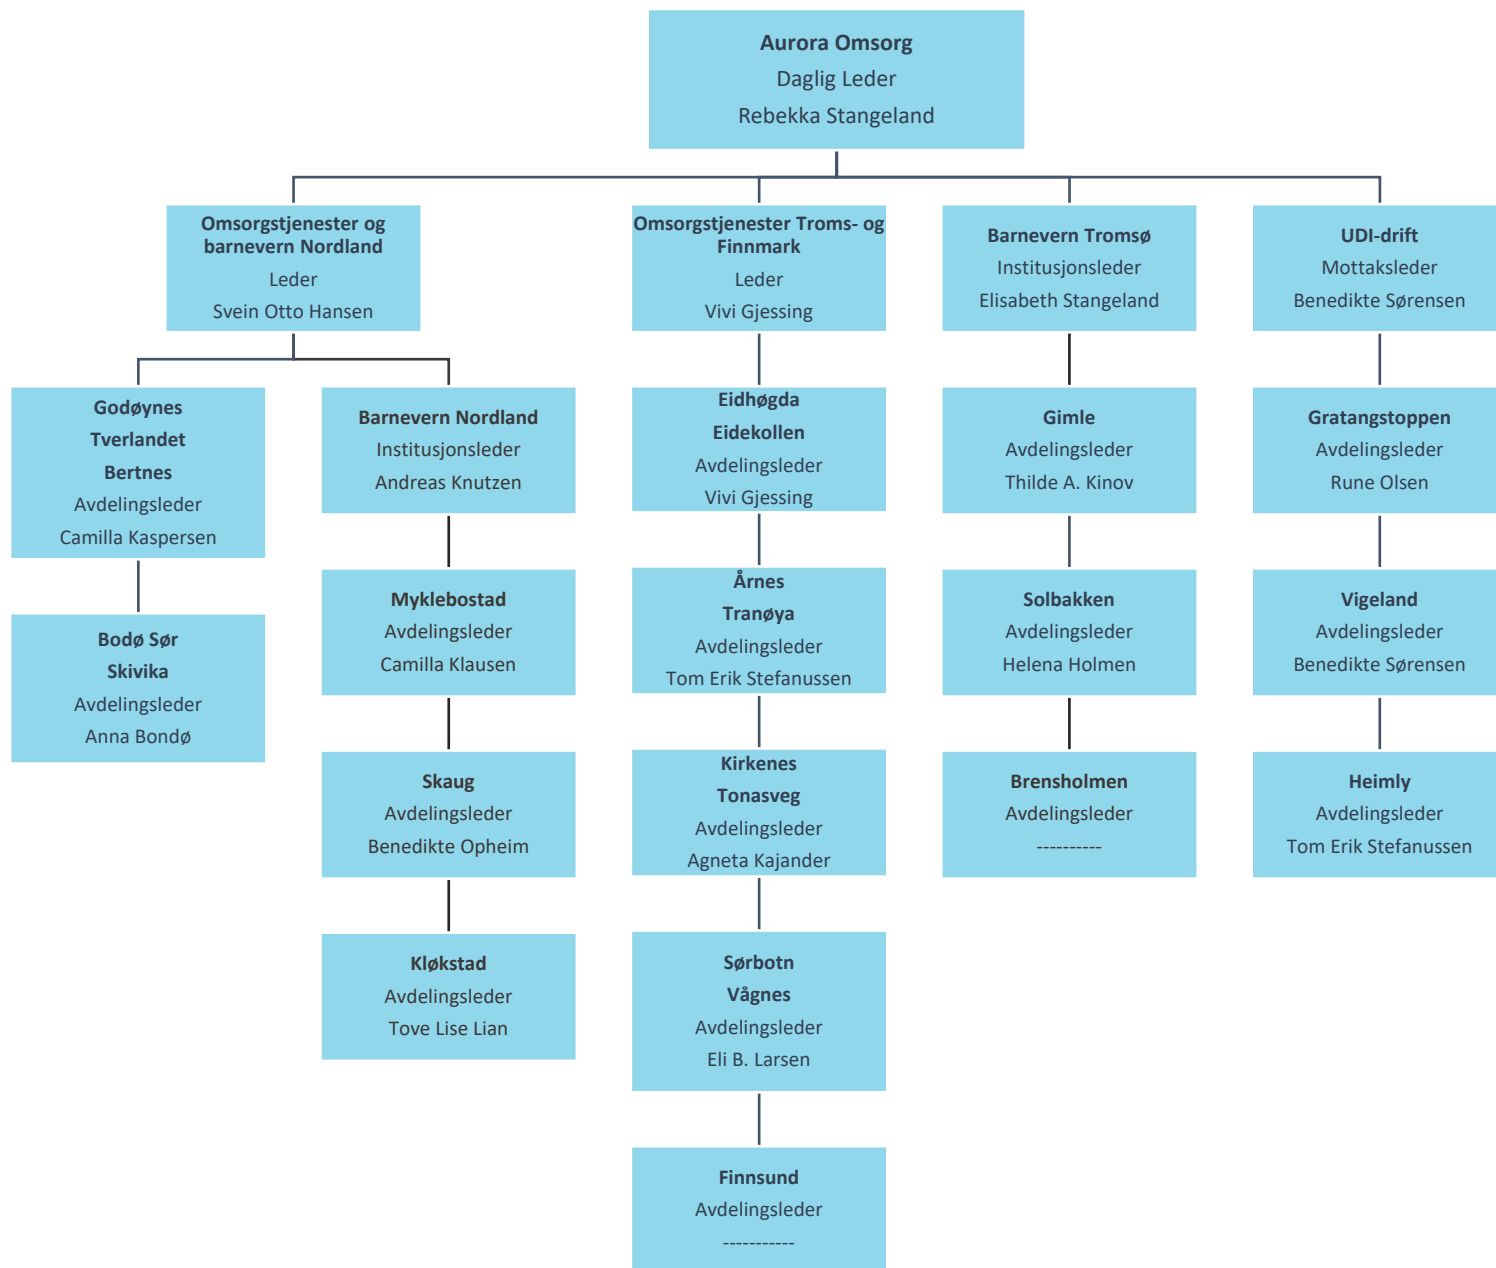 Aurora Omsorg
Daglig Leder
Rebekka Stangeland
Omsorgstjenester og
barnevern Nordland
Leder
Svein Otto Hansen
Omsorgstjenester Troms- og
Finnmark
Leder
Vivi Gjessing
Barnevern Tromsø
Institusjonsleder
Elisabeth Stangeland
UDI-drift
Mottaksleder
Benedikte Sørensen
Godøynes
Tverlandet
Bertnes
Avdelingsleder
Camilla Kaspersen
Barnevern Nordland
Institusjonsleder
Andreas Knutzen
Eidhøgda
Eidekollen
Avdelingsleder
Vivi Gjessing
Gimle
Avdelingsleder
Thilde A. Kinov
Gratangstoppen
Avdelingsleder
Rune Olsen
Bodø Sør
Skivika
Avdelingsleder
Anna Bondø
Myklebostad
Avdelingsleder
Camilla Klausen
Årnes
Tranøya
Avdelingsleder
Tom Erik Stefanussen
Solbakken
Avdelingsleder
Helena Holmen
Vigeland
Avdelingsleder
Benedikte Sørensen
Skaug
Avdelingsleder
Benedikte Opheim
Kirkenes
Tonasveg
Avdelingsleder
Agneta Kajander
Brensholmen
Avdelingsleder
----------
Heimly
Avdelingsleder
Tom Erik Stefanussen
Kløkstad
Avdelingsleder
Tove Lise Lian
Sørbotn
Vågnes
Avdelingsleder
Eli B. Larsen
Finnsund
Avdelingsleder
-----------